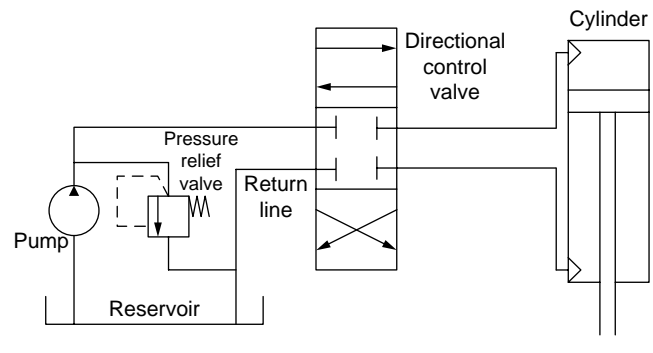 Cylinder
Directional
control
valve
Pressure
relief
valve
Return
line
Pump
Reservoir